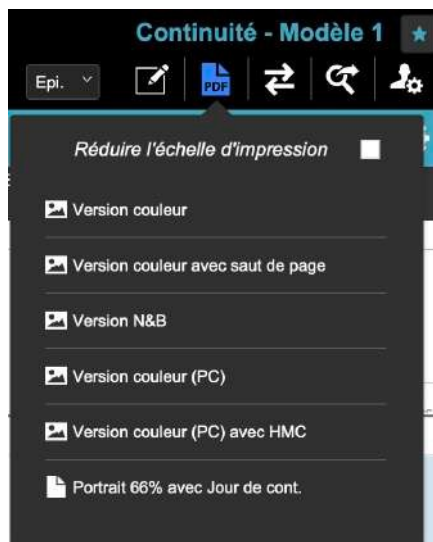 Continuité - Modèle 1
Epi.
PDF
Réduire l'échelle d'impression
Version couleur
Version couleur avec saut de page
Version N&B
Version couleur (PC)
Version couleur (PC) avec HMC
Portrait 66% avec Jour de cont.